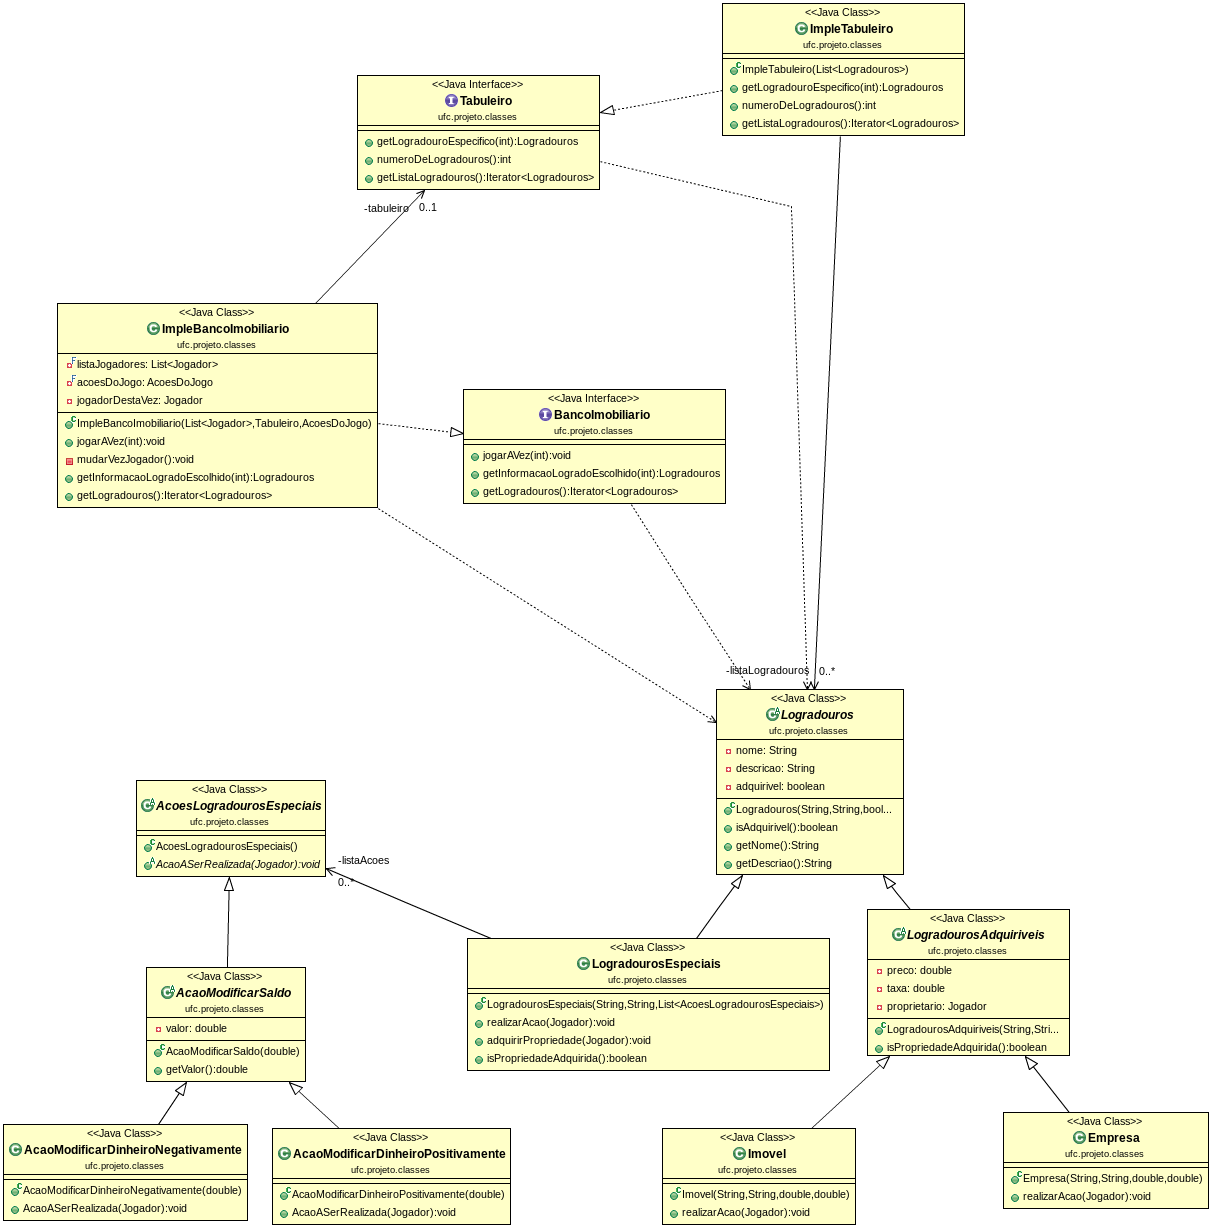 <<Java Class>>
ImpleTabuleiro
ufc.projeto.classes
ImpleTabuleiro(List<Logradouros>)
getLogradouroEspecifico(int):Logradouros
numeroDeLogradouros():int
getListaLogradouros():Iterator<Logradouros>
<<Java Interface>>
Tabuleiro
ufc.projeto.classes
getLogradouroEspecifico(int):Logradouros
numeroDeLogradouros():int
getListaLogradouros():Iterator<Logradouros>
-tabuleiro 0..1
<<Java Class>>
ImpleBancoImobiliario
ufc.projeto.classes
listaJogadores: List<Jogador>
acoesDoJogo: AcoesDoJogo
jogadorDestaVez: Jogador
ImpleBancoImobiliario(List<Jogador>,Tabuleiro,AcoesDoJogo)
jogarAVez(int):void
mudarVezJogador():void
getInformacaoLogradoEscolhido(int):Logradouros
getLogradouros():Iterator<Logradouros>
<<Java Interface>>
BancoImobiliario
ufc.projeto.classes
jogarAVez(int):void
getInformacaoLogradoEscolhido(int):Logradouros
getLogradouros():Iterator<Logradouros>
-listaLogradouros 0..*
<<Java Class>>
Logradouros
ufc.projeto.classes
nome: String
descricao: String
adquirivel: boolean
Logradouros(String,String,bool...
isAdquirivel():boolean
getNome():String
getDescriao():String
<<Java Class>>
AcoesLogradourosEspeciais
ufc.projeto.classes
AcoesLogradourosEspeciais()
AcaoASerRealizada(Jogador):void
-listaAcoes
0..*
<<Java Class>>
LogradourosEspeciais
ufc.projeto.classes
LogradourosEspeciais(String,String,List<AcoesLogradourosEspeciais>)
realizarAcao(Jogador):void
adquirirPropriedade(Jogador):void
isPropriedadeAdquirida():boolean
<<Java Class>>
LogradourosAdquiriveis
ufc.projeto.classes
preco: double
taxa: double
proprietario: Jogador
LogradourosAdquiriveis(String,Stri...
isPropriedadeAdquirida():boolean
<<Java Class>>
AcaoModificarSaldo
ufc.projeto.classes
valor: double
AcaoModificarSaldo(double)
getValor():double
<<Java Class>>
AcaoModificarDinheiroNegativamente
ufc.projeto.classes
AcaoModificarDinheiroNegativamente(double)
AcaoASerRealizada(Jogador):void
<<Java Class>>
AcaoModificarDinheiroPositivamente
ufc.projeto.classes
AcaoModificarDinheiroPositivamente(double)
AcaoASerRealizada(Jogador):void
<<Java Class>>
Imovel
ufc.projeto.classes
Imovel(String,String,double,double)
realizarAcao(Jogador):void
<<Java Class>>
Empresa
ufc.projeto.classes
Empresa(String,String,double,double)
realizarAcao(Jogador):void